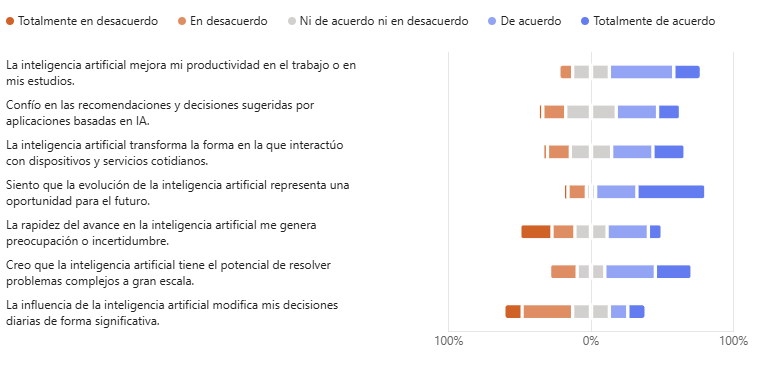 Totalmente en desacuerdo En desacuerdo Ni de acuerdo ni en desacuerdo De acuerdo Totalmente de acuerdo
La inteligencia artificial mejora mi productividad en el trabajo o en
mis estudios.
Confío en las recomendaciones y decisiones sugeridas por
aplicaciones basadas en IA.
La inteligencia artificial transforma la forma en la que interactúo
con dispositivos y servicios cotidianos.
Siento que la evolución de la inteligencia artificial representa una
oportunidad para el futuro.
La rapidez del avance en la inteligencia artificial me genera
preocupación o incertidumbre.
Creo que la inteligencia artificial tiene el potencial de resolver
problemas complejos a gran escala.
La influencia de la inteligencia artificial modifica mis decisiones
diarias de forma significativa.
100% 0% 100%